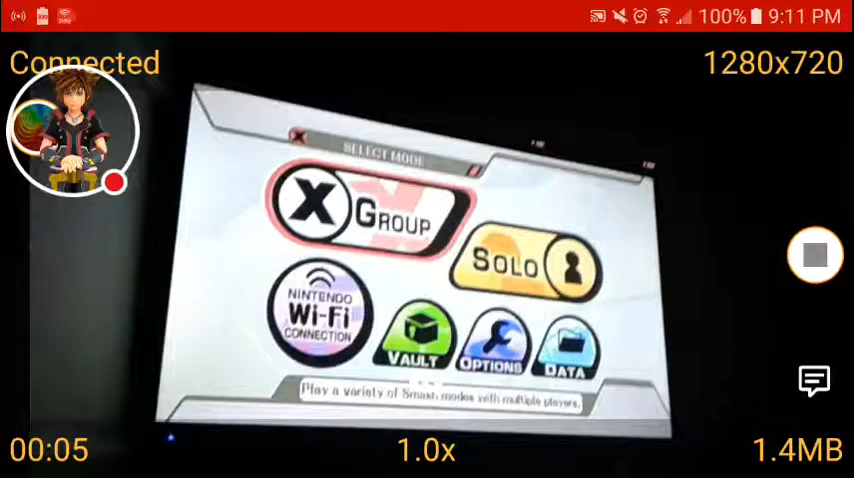 100% 9:11 PM
Connected
1280x720
SELECT MODE
X GROUP
SOLO
NINTENDO
Wi-Fi
CONNECTION
VAULT
OPTIONS
DATA
Play a variety of Smash modes with multiple players.
00:05
1.0x
1.4MB